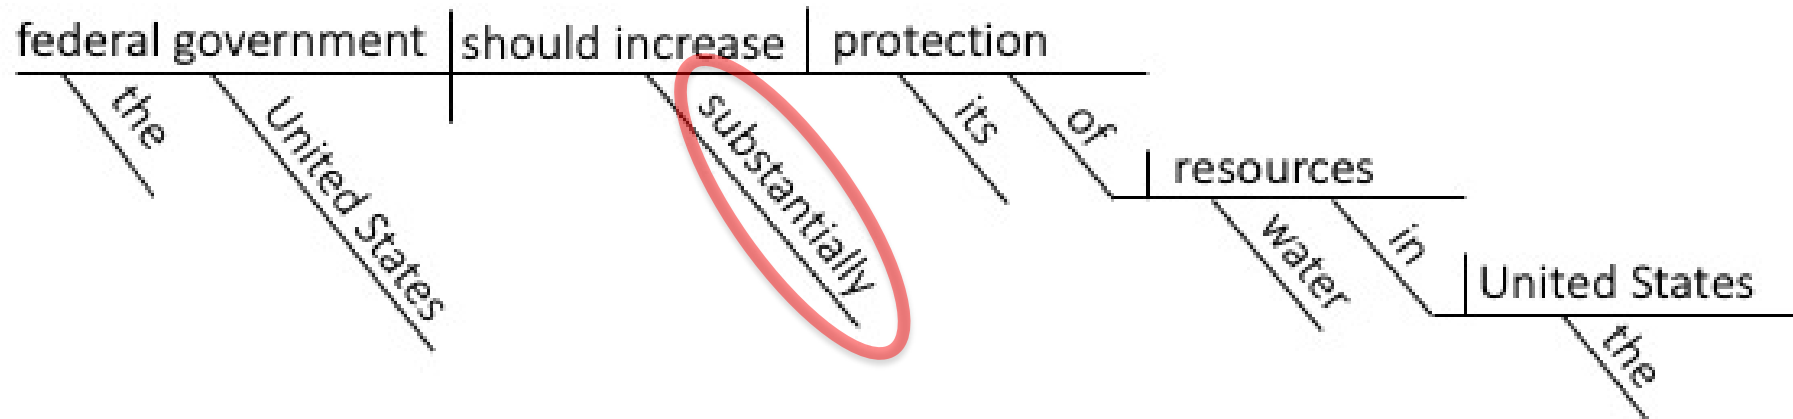 federal government should increase protection
the United States substantially its of
resources
water in
United States
the